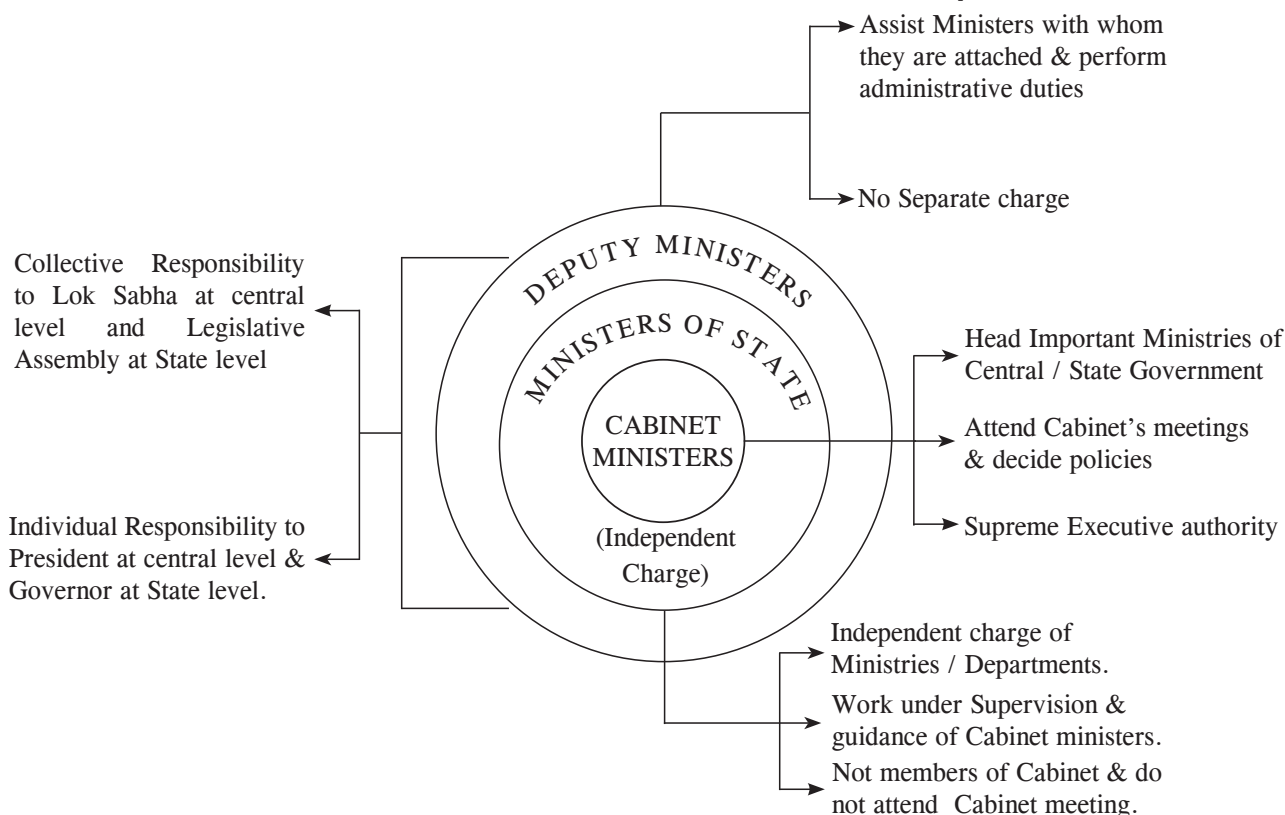 Assist Ministers with whom
they are attached & perform
administrative duties
No Separate charge
DEPUTY MINISTERS
MINISTERS OF STATE
CABINET
MINISTERS
(Independent
Charge)
Collective Responsibility
to Lok Sabha at central
level and Legislative
Assembly at State level
Individual Responsibility to
President at central level &
Governor at State level.
Head Important Ministries of
Central / State Government
Attend Cabinet's meetings
& decide policies
Supreme Executive authority
Independent charge of
Ministries / Departments.
Work under Supervision &
guidance of Cabinet ministers.
Not members of Cabinet & do
not attend Cabinet meeting.